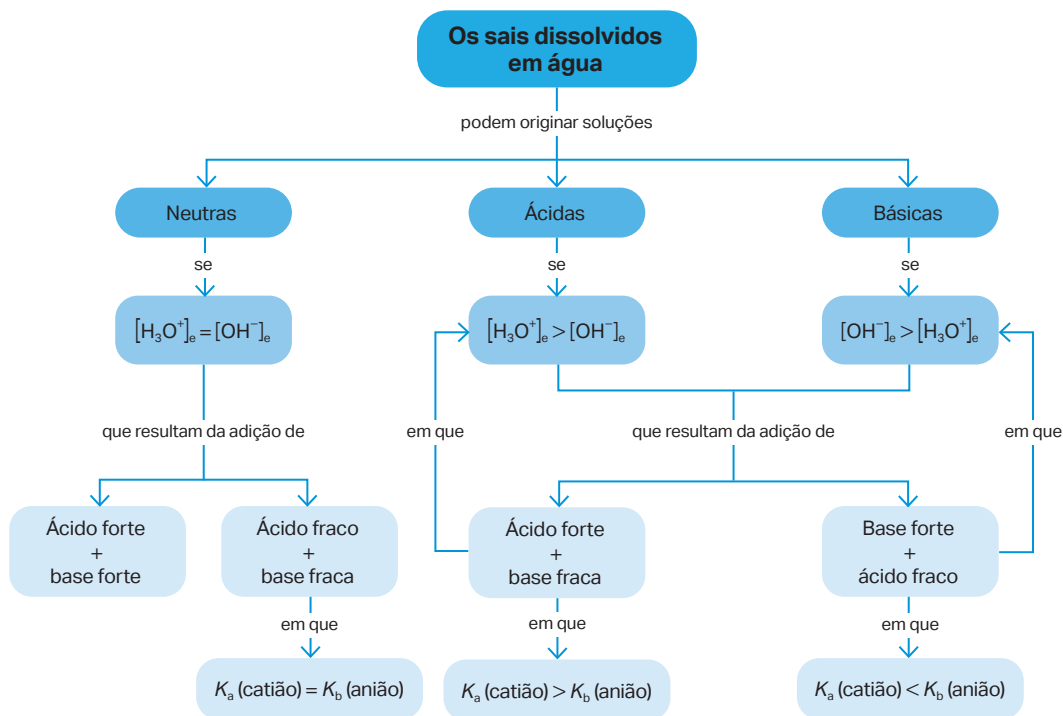 Os sais dissolvidos
em água
podem originar soluções
Neutras
Ácidas
Básicas
se
se
se
[H₃O⁺]ₑ = [OH⁻]ₑ
[H₃O⁺]ₑ > [OH⁻]ₑ
[OH⁻]ₑ > [H₃O⁺]ₑ
que resultam da adição de
em que
que resultam da adição de
em que
Ácido forte
+
base forte
Ácido fraco
+
base fraca
Ácido forte
+
base fraca
Base forte
+
ácido fraco
em que
em que
em que
Kₐ (catião) = K_b (anião)
Kₐ (catião) > K_b (anião)
Kₐ (catião) < K_b (anião)